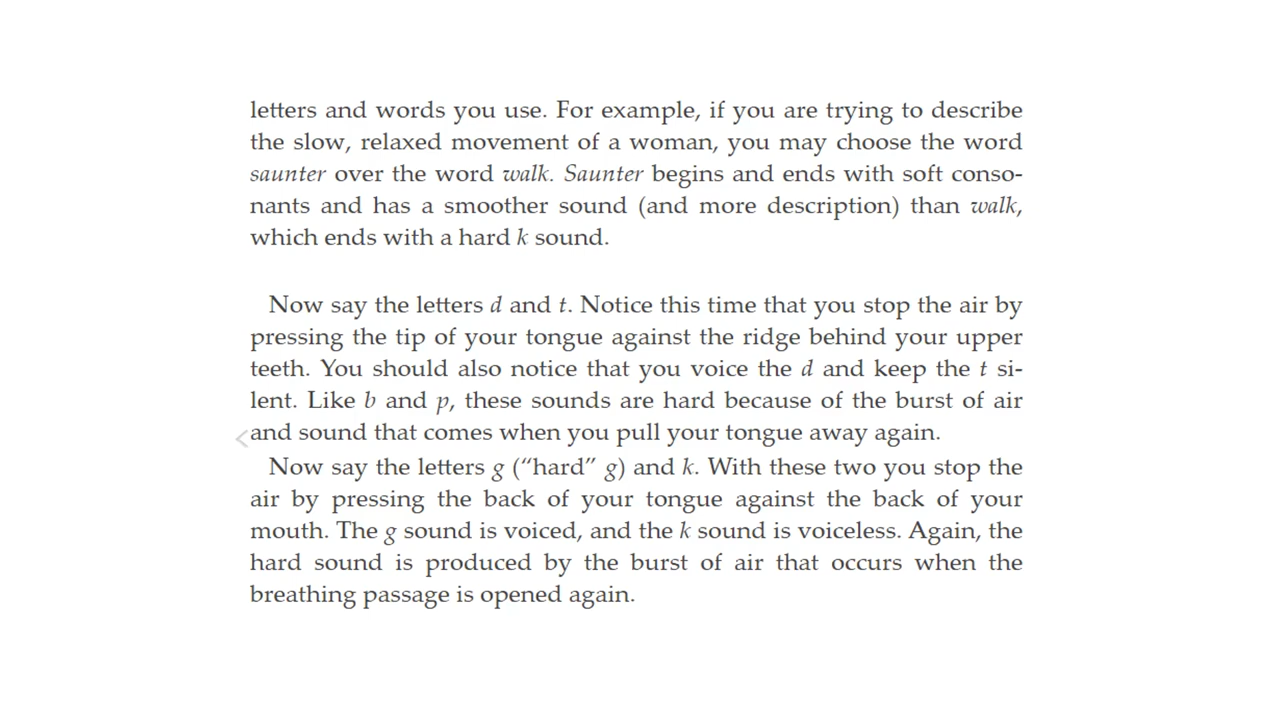 letters and words you use. For example, if you are trying to describe
the slow, relaxed movement of a woman, you may choose the word
saunter over the word walk. Saunter begins and ends with soft conso-
nants and has a smoother sound (and more description) than walk,
which ends with a hard k sound.
Now say the letters d and t. Notice this time that you stop the air by
pressing the tip of your tongue against the ridge behind your upper
teeth. You should also notice that you voice the d and keep the t si-
lent. Like b and p, these sounds are hard because of the burst of air
and sound that comes when you pull your tongue away again.
Now say the letters g (“hard” g) and k. With these two you stop the
air by pressing the back of your tongue against the back of your
mouth. The g sound is voiced, and the k sound is voiceless. Again, the
hard sound is produced by the burst of air that occurs when the
breathing passage is opened again.